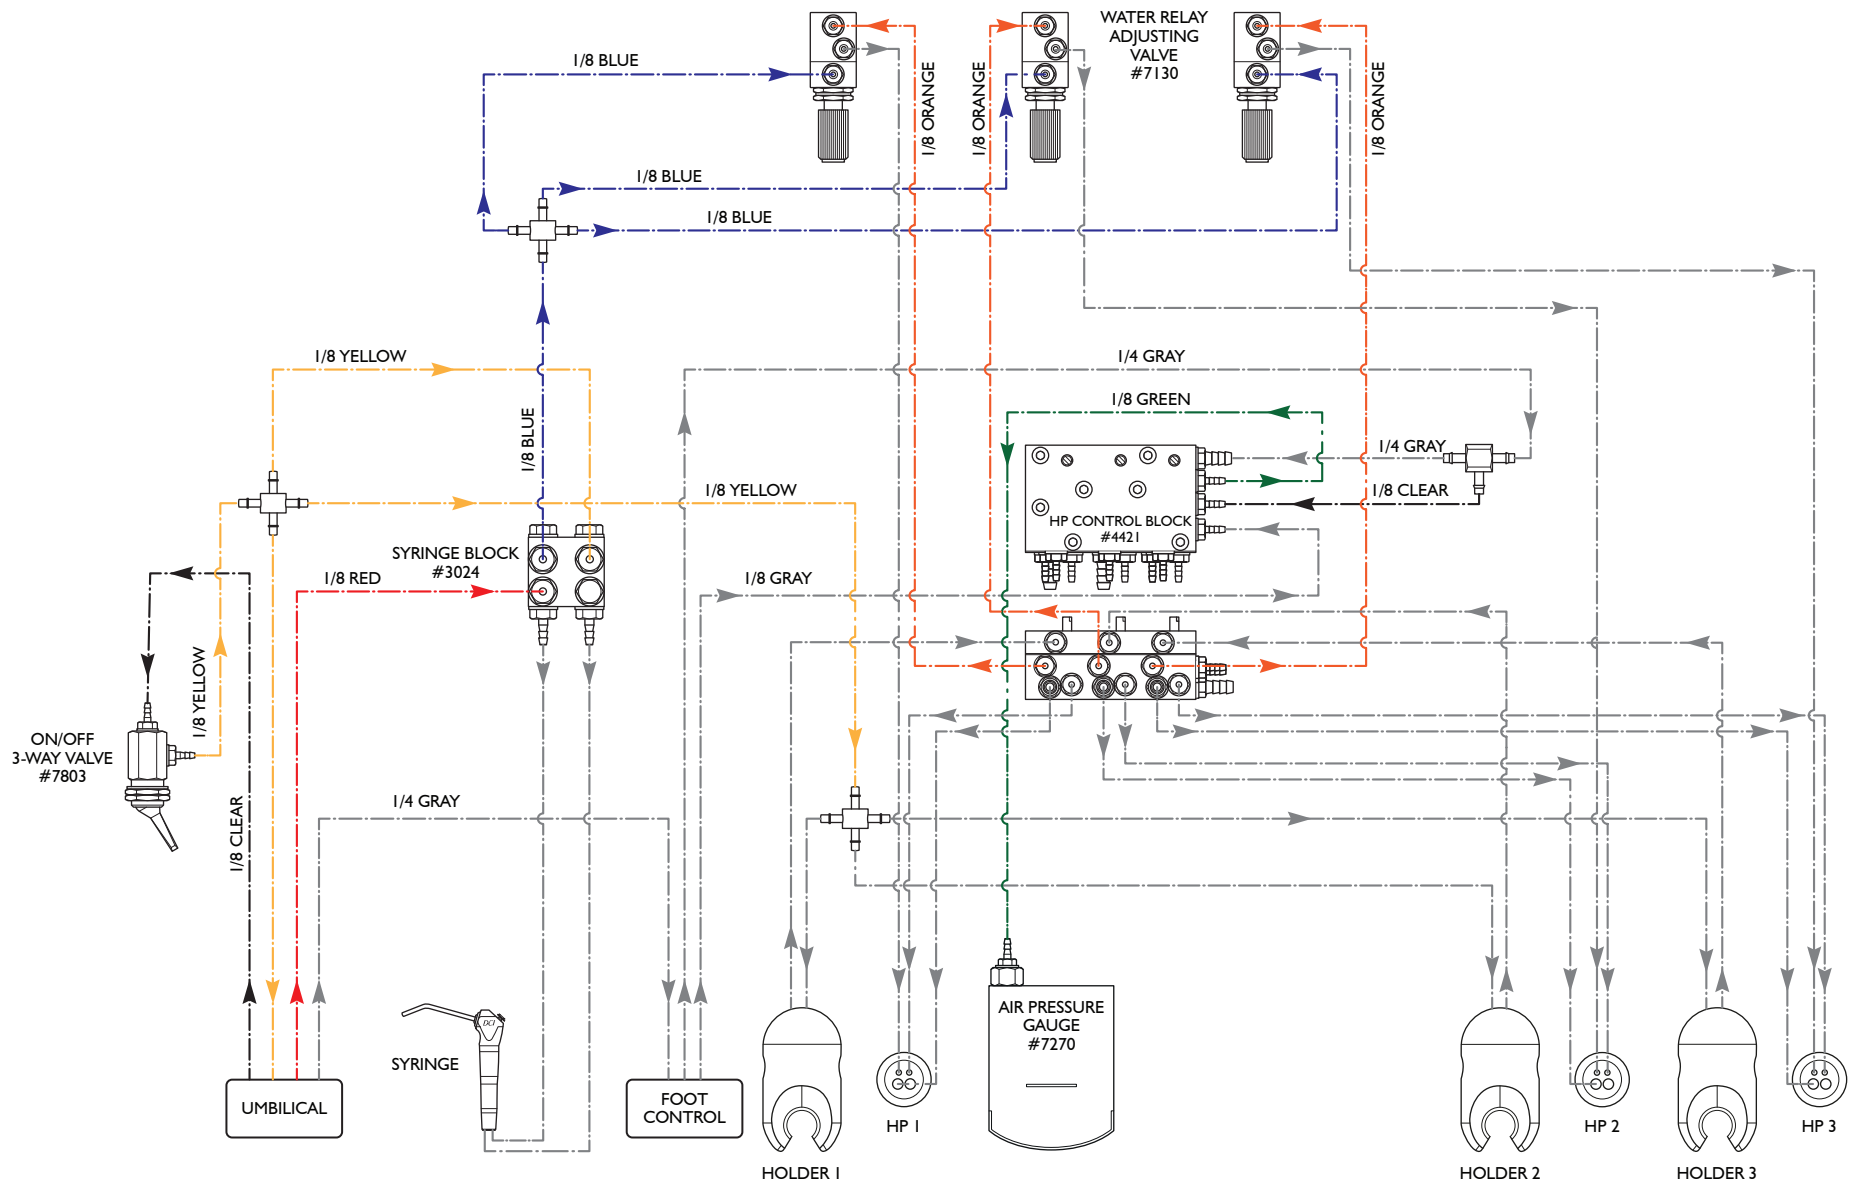 WATER RELAY
ADJUSTING
VALVE
#7130
1/8 BLUE
1/8 ORANGE
1/8 ORANGE
1/8 ORANGE
1/8 BLUE
1/8 BLUE
1/8 YELLOW
1/4 GRAY
1/8 GREEN
1/8 BLUE
1/4 GRAY
1/8 YELLOW
1/8 CLEAR
HP CONTROL BLOCK
#4421
SYRINGE BLOCK
#3024
1/8 RED
1/8 GRAY
1/8 YELLOW
ON/OFF
3-WAY VALVE
#7803
1/4 GRAY
1/8 CLEAR
DCI
SYRINGE
AIR PRESSURE
GAUGE
#7270
UMBILICAL
FOOT
CONTROL
HP 1
HP 2
HP 3
HOLDER 1
HOLDER 2
HOLDER 3